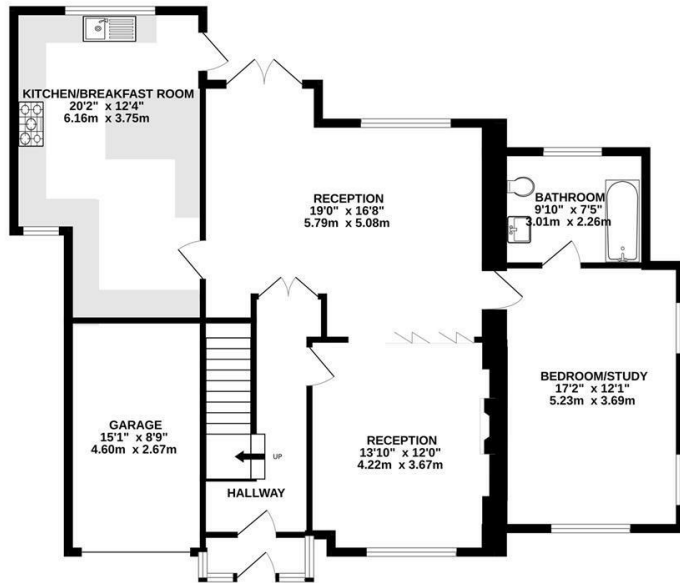 KITCHEN/BREAKFAST ROOM
20'2" x 12'4"
6.16m x 3.75m
RECEPTION
19'0" x 16'8"
5.79m x 5.08m
BATHROOM
9'10" x 7'5"
3.01m x 2.26m
BEDROOM/STUDY
17'2" x 12'1"
5.23m x 3.69m
GARAGE
15'1" x 8'9"
4.60m x 2.67m
RECEPTION
13'10" x 12'0"
4.22m x 3.67m
UP
HALLWAY